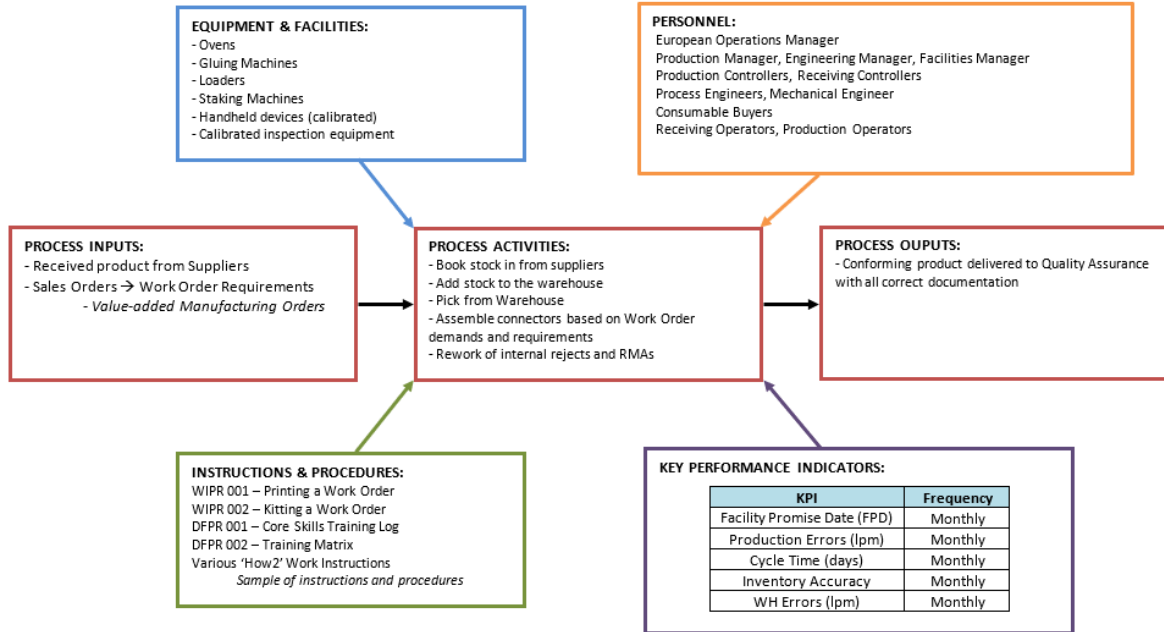 EQUIPMENT & FACILITIES:
- Ovens
- Gluing Machines
- Loaders
- Staking Machines
- Handheld devices (calibrated)
- Calibrated inspection equipment
PERSONNEL:
European Operations Manager
Production Manager, Engineering Manager, Facilities Manager
Production Controllers, Receiving Controllers
Process Engineers, Mechanical Engineer
Consumable Buyers
Receiving Operators, Production Operators
PROCESS INPUTS:
- Received product from Suppliers
- Sales Orders → Work Order Requirements
- Value-added Manufacturing Orders
PROCESS ACTIVITIES:
- Book stock in from suppliers
- Add stock to the warehouse
- Pick from Warehouse
- Assemble connectors based on Work Order
demands and requirements
- Rework of internal rejects and RMAs
PROCESS OUPUTS:
- Conforming product delivered to Quality Assurance
with all correct documentation
INSTRUCTIONS & PROCEDURES:
WIPR 001 – Printing a Work Order
WIPR 002 – Kitting a Work Order
DFPR 001 – Core Skills Training Log
DFPR 002 – Training Matrix
Various ‘How2’ Work Instructions
Sample of instructions and procedures
KEY PERFORMANCE INDICATORS:
KPI Frequency
Facility Promise Date (FPD) Monthly
Production Errors (lpm) Monthly
Cycle Time (days) Monthly
Inventory Accuracy Monthly
WH Errors (lpm) Monthly